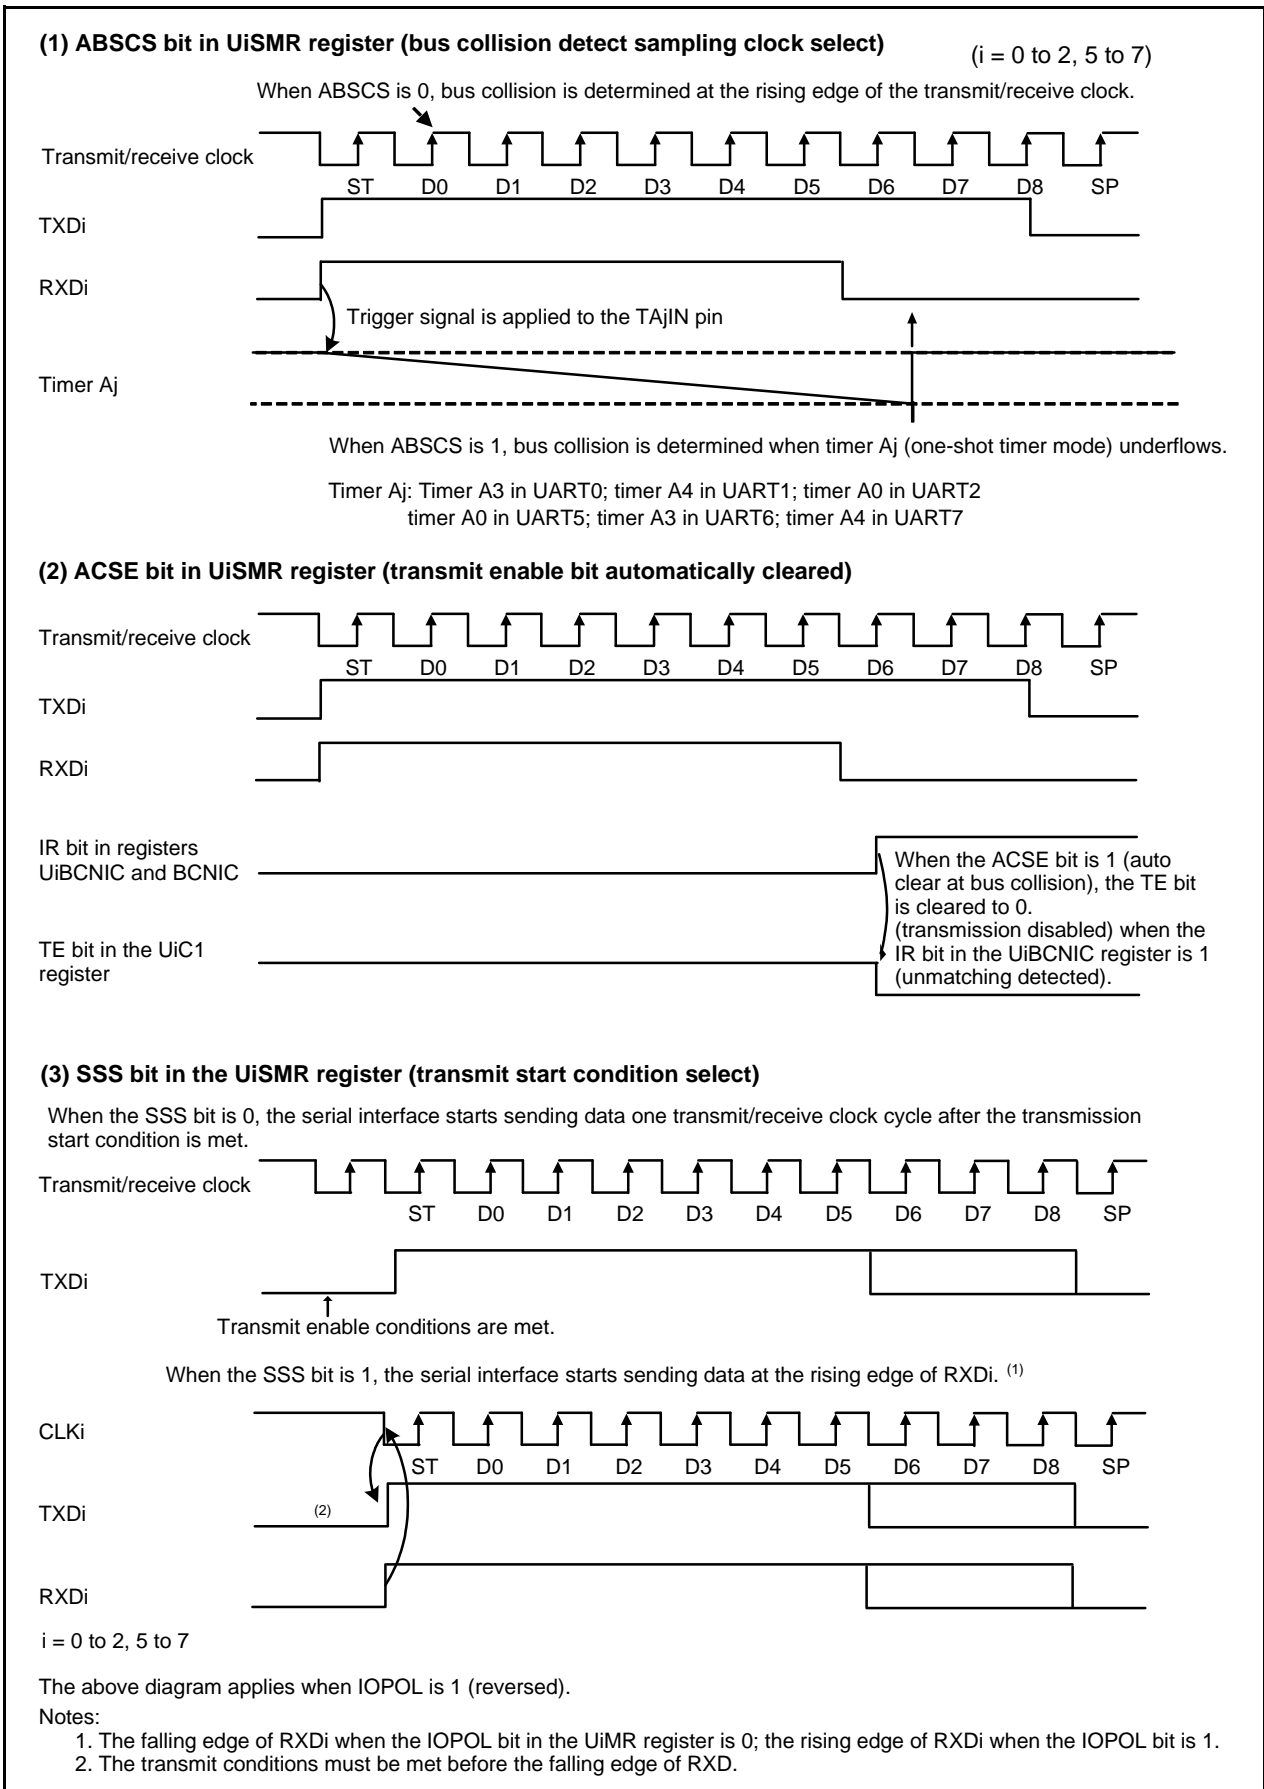 (1) ABSCS bit in UiSMR register (bus collision detect sampling clock select)
(i = 0 to 2, 5 to 7)
When ABSCS is 0, bus collision is determined at the rising edge of the transmit/receive clock.
Transmit/receive clock
ST D0 D1 D2 D3 D4 D5 D6 D7 D8 SP
TXDi
RXDi
Trigger signal is applied to the TAjIN pin
Timer Aj
When ABSCS is 1, bus collision is determined when timer Aj (one-shot timer mode) underflows.
Timer Aj: Timer A3 in UART0; timer A4 in UART1; timer A0 in UART2
timer A0 in UART5; timer A3 in UART6; timer A4 in UART7
(2) ACSE bit in UiSMR register (transmit enable bit automatically cleared)
Transmit/receive clock
ST D0 D1 D2 D3 D4 D5 D6 D7 D8 SP
TXDi
RXDi
IR bit in registers
UiBCNIC and BCNIC
When the ACSE bit is 1 (auto
clear at bus collision), the TE bit
is cleared to 0.
(transmission disabled) when the
IR bit in the UiBCNIC register is 1
(unmatching detected).
TE bit in the UiC1
register
(3) SSS bit in the UiSMR register (transmit start condition select)
When the SSS bit is 0, the serial interface starts sending data one transmit/receive clock cycle after the transmission
start condition is met.
Transmit/receive clock
ST D0 D1 D2 D3 D4 D5 D6 D7 D8 SP
TXDi
Transmit enable conditions are met.
When the SSS bit is 1, the serial interface starts sending data at the rising edge of RXDi. (1)
CLKi
ST D0 D1 D2 D3 D4 D5 D6 D7 D8 SP
TXDi
(2)
RXDi
i = 0 to 2, 5 to 7
The above diagram applies when IOPOL is 1 (reversed).
Notes:
1. The falling edge of RXDi when the IOPOL bit in the UiMR register is 0; the rising edge of RXDi when the IOPOL bit is 1.
2. The transmit conditions must be met before the falling edge of RXD.